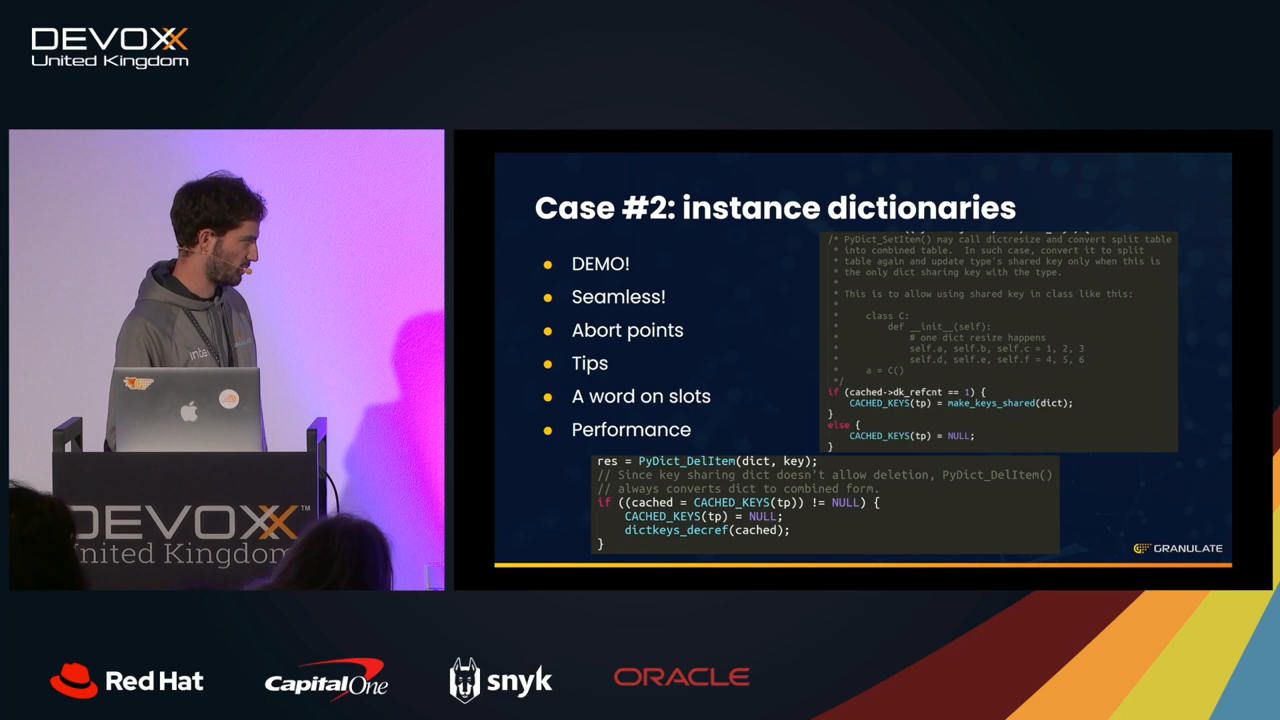 DEVOXX
United Kingdom
inte
DEVOXX™
United Kingdom
Case #2: instance dictionaries
● DEMO!
● Seamless!
● Abort points
● Tips
● A word on slots
● Performance
/* PyDict_SetItem() may call dictresize and convert split table
* into combined table.  In such case, convert it to split
* table again and update type's shared key only when this is
* the only dict sharing key with the type.
*
* This is to allow using shared key in class like this:
*
*     class C:
*         def __init__(self):
*             # one dict resize happens
*             self.a, self.b, self.c = 1, 2, 3
*             self.d, self.e, self.f = 4, 5, 6
*     a = C()
*/
if (cached->dk_refcnt == 1) {
    CACHED_KEYS(tp) = make_keys_shared(dict);
}
else {
    CACHED_KEYS(tp) = NULL;
}
res = PyDict_DelItem(dict, key);
// Since key sharing dict doesn't allow deletion, PyDict_DelItem()
// always converts dict to combined form.
if ((cached = CACHED_KEYS(tp)) != NULL) {
    CACHED_KEYS(tp) = NULL;
    dictkeys_decref(cached);
}
GRANULATE
Red Hat
Capital One
snyk
ORACLE